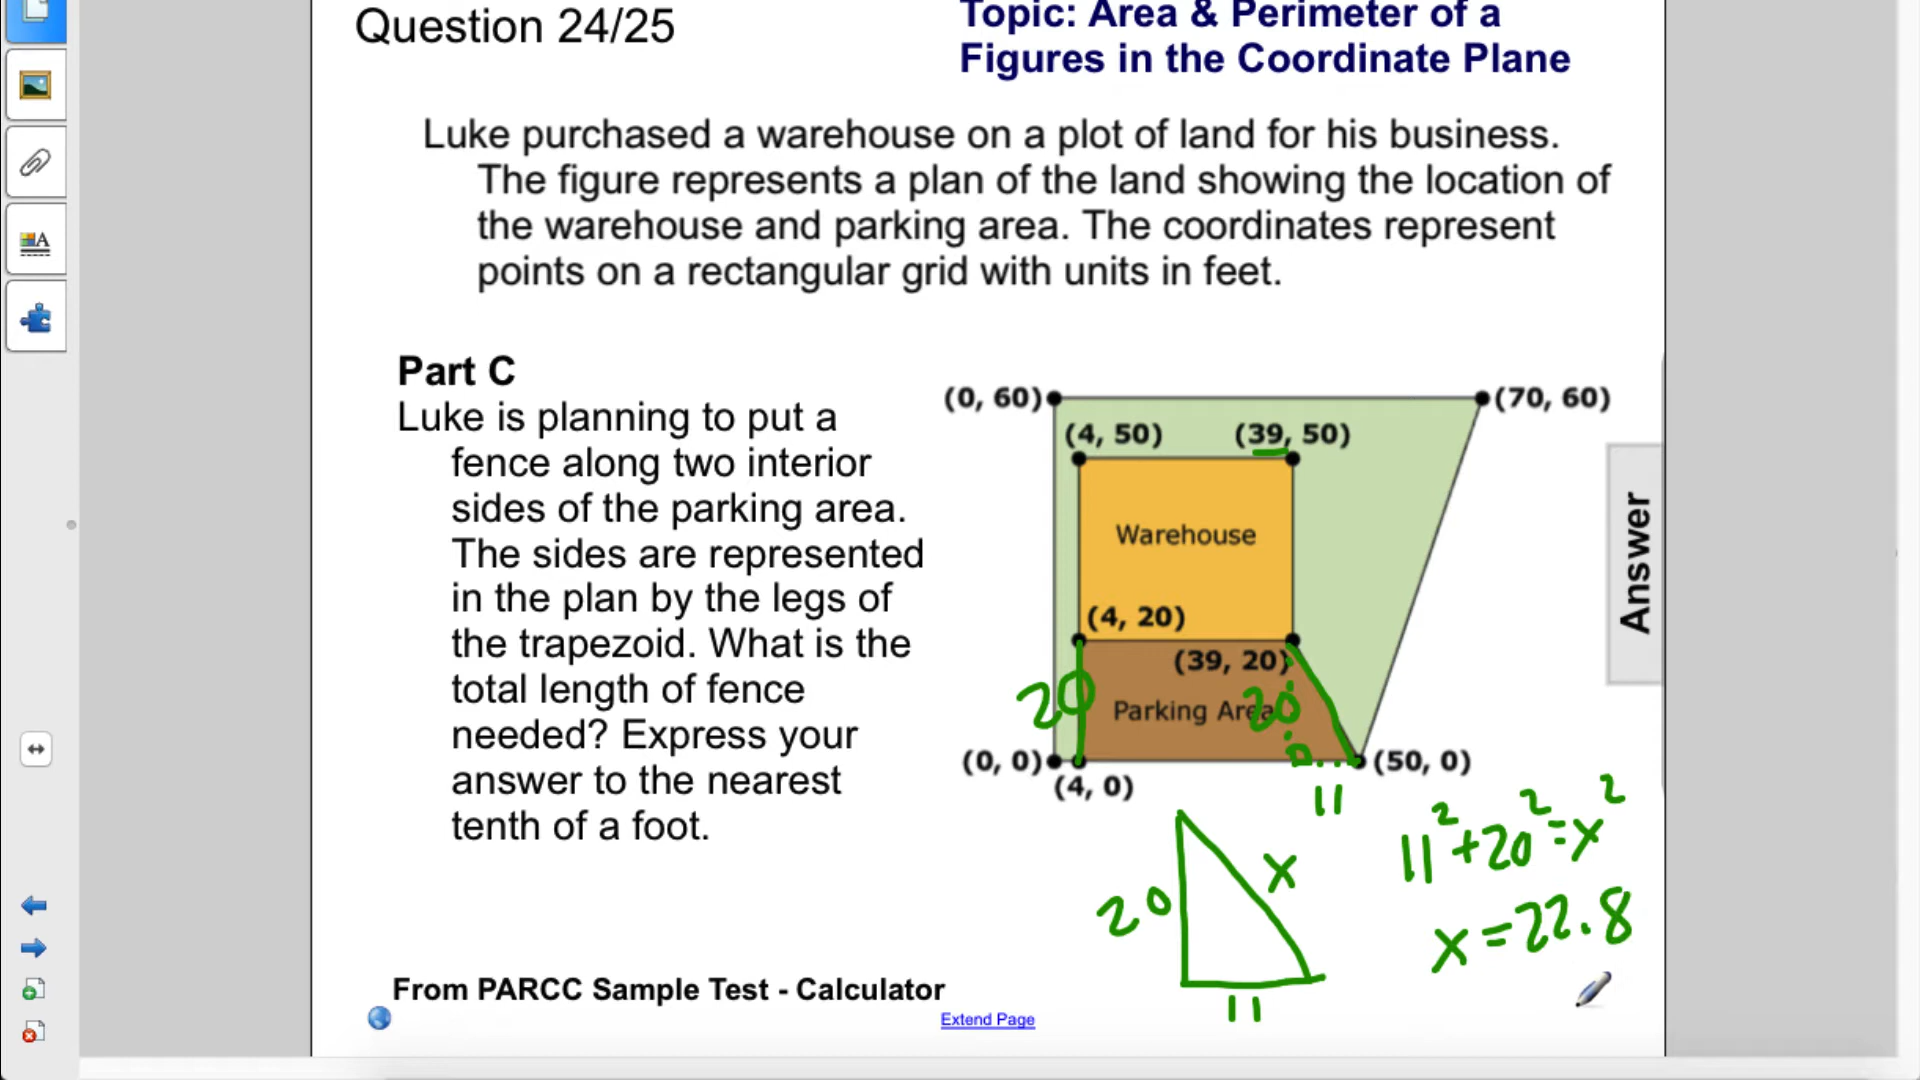 Question 24/25
Topic: Area & Perimeter of a
Figures in the Coordinate Plane
Luke purchased a warehouse on a plot of land for his business.
The figure represents a plan of the land showing the location of
the warehouse and parking area. The coordinates represent
points on a rectangular grid with units in feet.
Part C
Luke is planning to put a
fence along two interior
sides of the parking area.
The sides are represented
in the plan by the legs of
the trapezoid. What is the
total length of fence
needed? Express your
answer to the nearest
tenth of a foot.
(0, 60)
(70, 60)
(4, 50)
(39, 50)
Warehouse
(4, 20)
(39, 20)
20
Parking Area
20
(0, 0)
(50, 0)
(4, 0)
11
20
x
11
11²+20²=x²
x=22.8
Answer
From PARCC Sample Test - Calculator
Extend Page